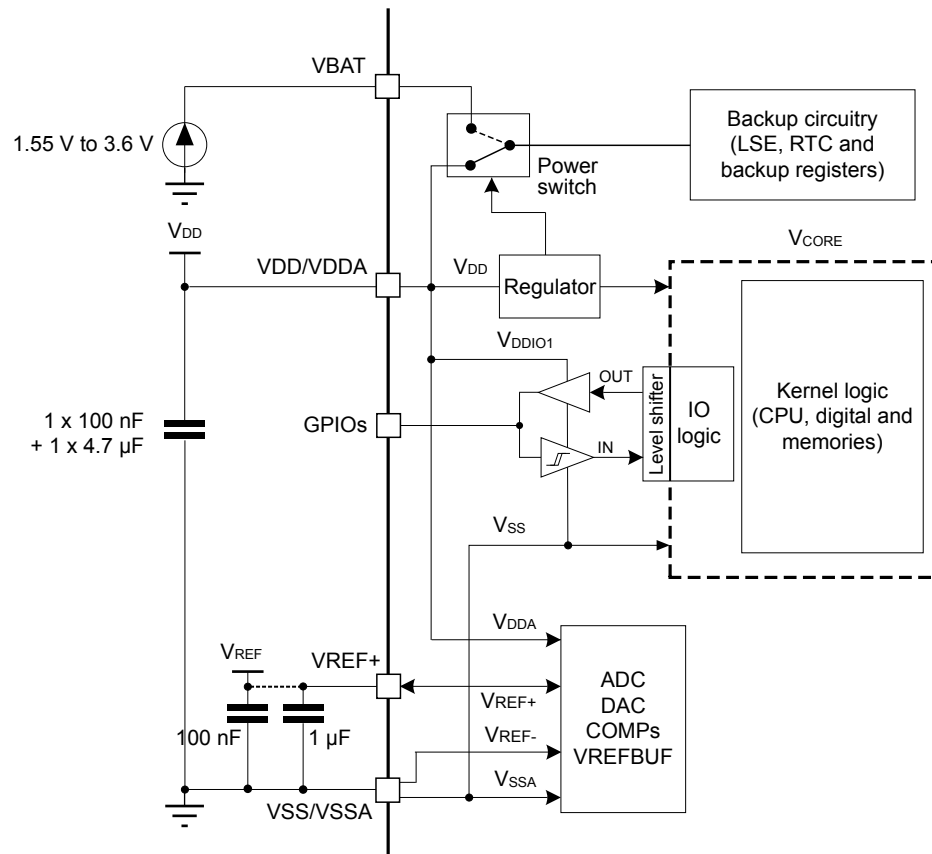 VBAT
1.55 V to 3.6 V
Power
switch
Backup circuitry
(LSE, RTC and
backup registers)
VDD
VDD/VDDA
VDD
Regulator
VCORE
VDDIO1
OUT
Level shifter
IO
logic
Kernel logic
(CPU, digital and
memories)
1 x 100 nF
+ 1 x 4.7 µF
GPIOs
IN
VSS
VDDA
VREF
VREF+
VREF+
ADC
DAC
COMPs
VREFBUF
100 nF
1 µF
VREF-
VSSA
VSS/VSSA